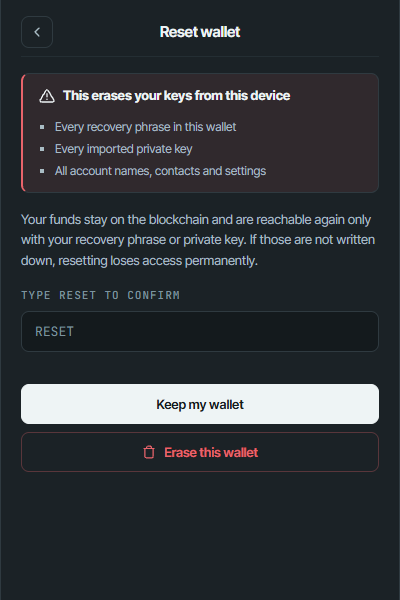 Reset wallet
This erases your keys from this device
Every recovery phrase in this wallet
Every imported private key
All account names, contacts and settings
Your funds stay on the blockchain and are reachable again only
with your recovery phrase or private key. If those are not written
down, resetting loses access permanently.
TYPE RESET TO CONFIRM
RESET
Keep my wallet
Erase this wallet